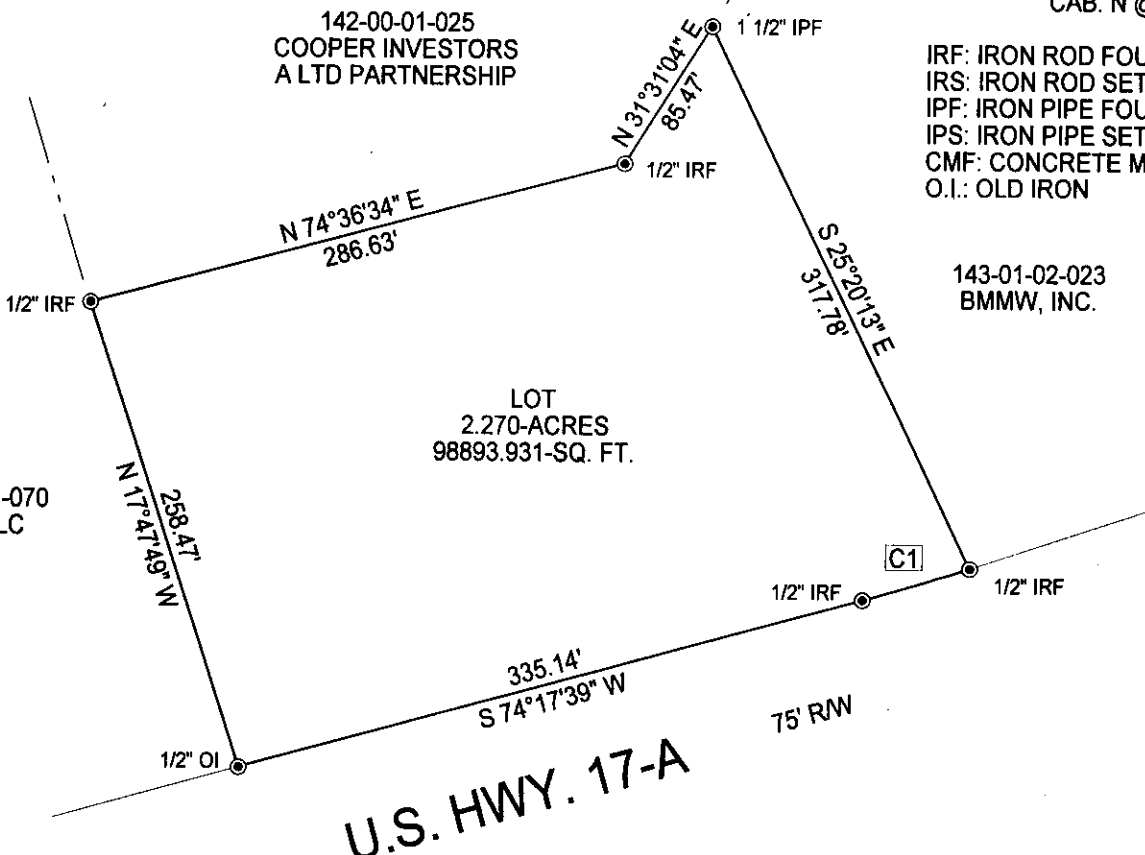 142-00-01-025
COOPER INVESTORS
A LTD PARTNERSHIP
CAB. N @
1 1/2" IPF
IRF: IRON ROD FOU
IRS: IRON ROD SET
IPF: IRON PIPE FOU
IPS: IRON PIPE SET
CMF: CONCRETE M
O.I.: OLD IRON
N 31°31'04" E
85.47'
1/2" IRF
N 74°36'34" E
286.63'
1/2" IRF
S 25°20'13" E
317.78'
143-01-02-023
BMMW, INC.
LOT
2.270-ACRES
98893.931-SQ. FT.
-070
LC
258.47'
N 17°47'49" W
C1
1/2" IRF
1/2" IRF
335.14'
S 74°17'39" W
75' R/W
1/2" OI
U.S. HWY. 17-A